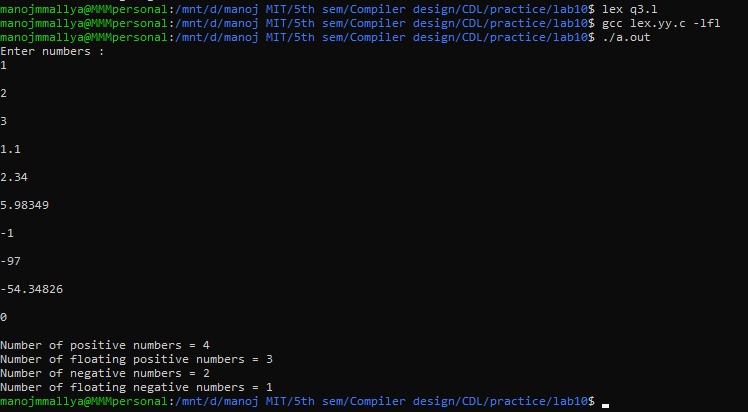 manojmmallya@MMMpersonal:/mnt/d/manoj MIT/5th sem/Compiler design/CDL/practice/lab10$ lex q3.l
manojmmallya@MMMpersonal:/mnt/d/manoj MIT/5th sem/Compiler design/CDL/practice/lab10$ gcc lex.yy.c -lfl
manojmmallya@MMMpersonal:/mnt/d/manoj MIT/5th sem/Compiler design/CDL/practice/lab10$ ./a.out
Enter numbers :
1
2
3
1.1
2.34
5.98349
-1
-97
-54.34826
0
Number of positive numbers = 4
Number of floating positive numbers = 3
Number of negative numbers = 2
Number of floating negative numbers = 1
manojmmallya@MMMpersonal:/mnt/d/manoj MIT/5th sem/Compiler design/CDL/practice/lab10$